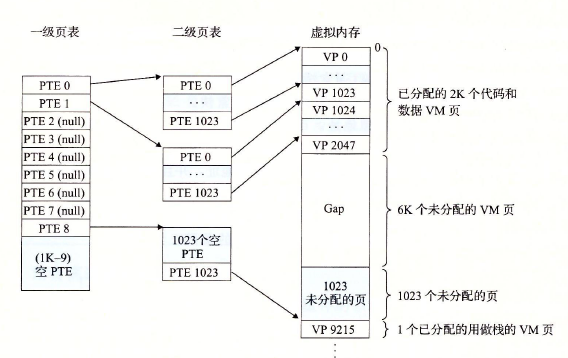 一级页表
二级页表
虚拟内存
PTE 0
PTE 1
PTE 2 (null)
PTE 3 (null)
PTE 4 (null)
PTE 5 (null)
PTE 6 (null)
PTE 7 (null)
PTE 8
(1K–9)
空 PTE
PTE 0
···
PTE 1023
PTE 0
···
PTE 1023
1023个空
PTE
PTE 1023
0
VP 0
···
VP 1023
VP 1024
···
VP 2047
Gap
1023
未分配的页
VP 9215
⋮
已分配的 2K 个代码和
数据 VM 页
6K 个未分配的 VM 页
1023 个未分配的页
1 个已分配的用做栈的 VM 页